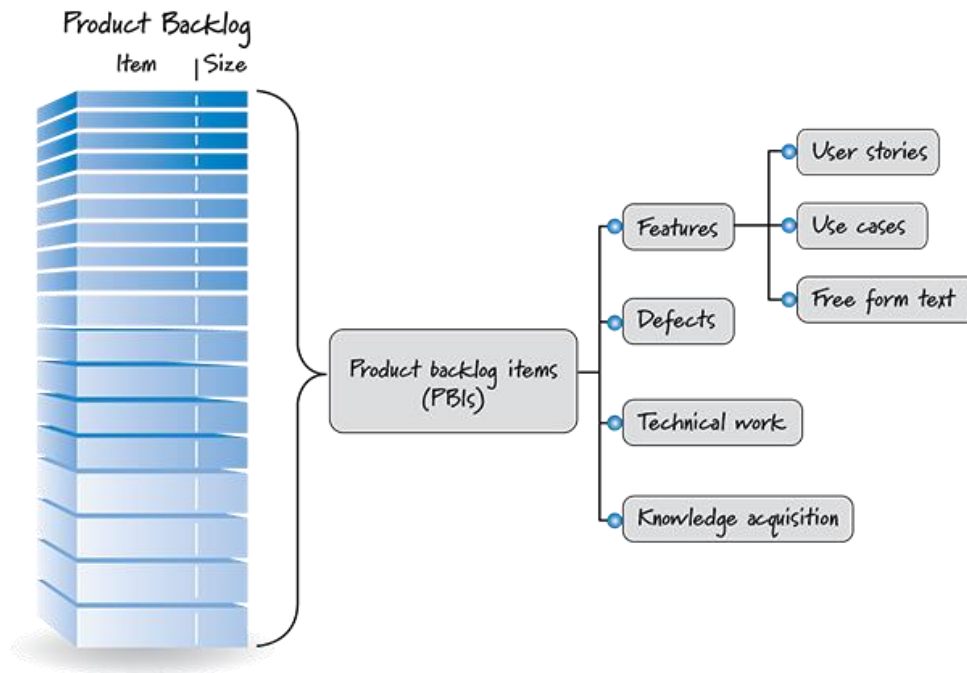 Product Backlog
Item | Size
Product backlog items
(PBIs)
Features
Defects
Technical work
Knowledge acquisition
User stories
Use cases
Free form text